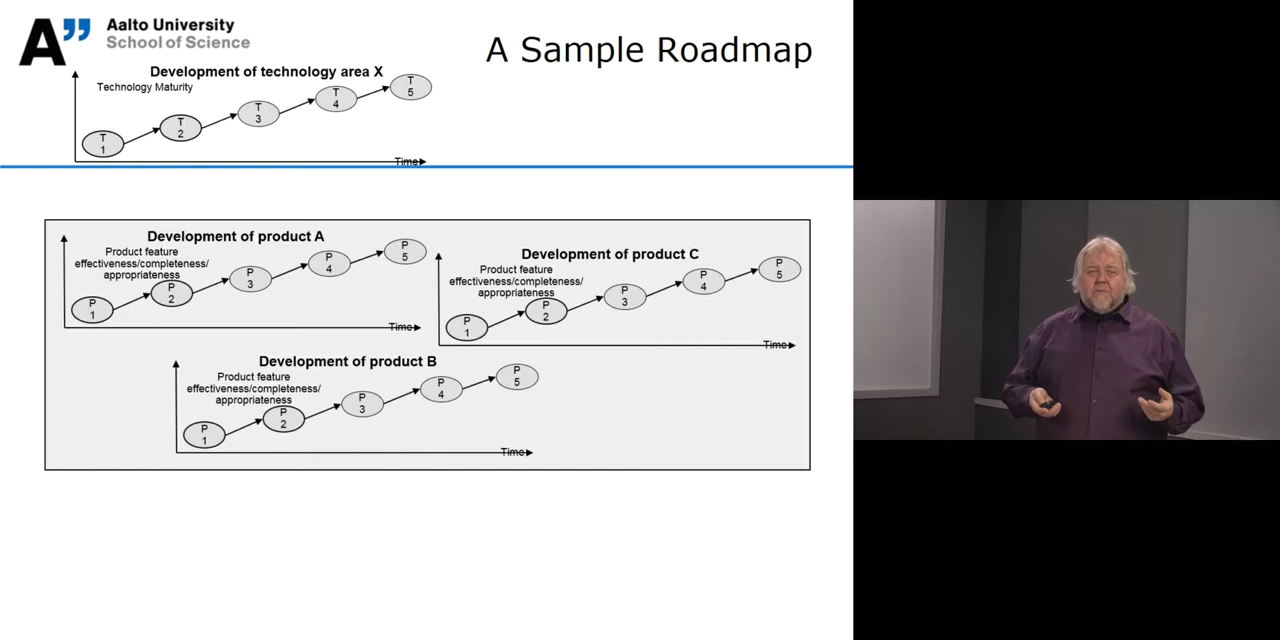 A”
Aalto University
School of Science
A Sample Roadmap
Development of technology area X
Technology Maturity
T
1
T
2
T
3
T
4
T
5
Time
Development of product A
Product feature
effectiveness/completeness/
appropriateness
P
1
P
2
P
3
P
4
P
5
Time
Development of product C
Product feature
effectiveness/completeness/
appropriateness
P
1
P
2
P
3
P
4
P
5
Time
Development of product B
Product feature
effectiveness/completeness/
appropriateness
P
1
P
2
P
3
P
4
P
5
Time